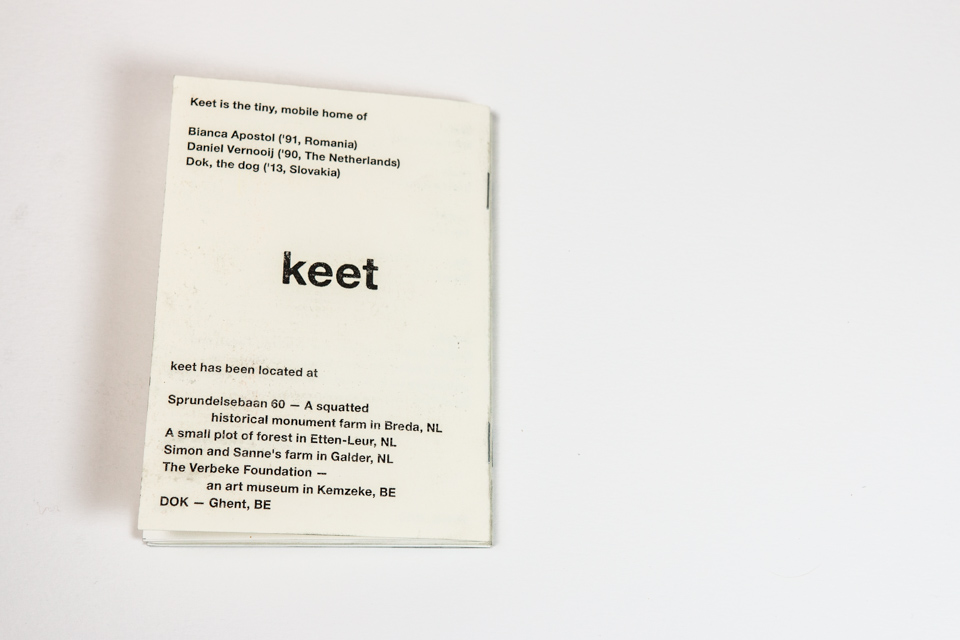 Keet is the tiny, mobile home of
Bianca Apostol ('91, Romania)
Daniel Vernooij ('90, The Netherlands)
Dok, the dog ('13, Slovakia)
keet
keet has been located at
Sprundelsebaan 60 — A squatted
historical monument farm in Breda, NL
A small plot of forest in Etten-Leur, NL
Simon and Sanne's farm in Galder, NL
The Verbeke Foundation —
an art museum in Kemzeke, BE
DOK — Ghent, BE